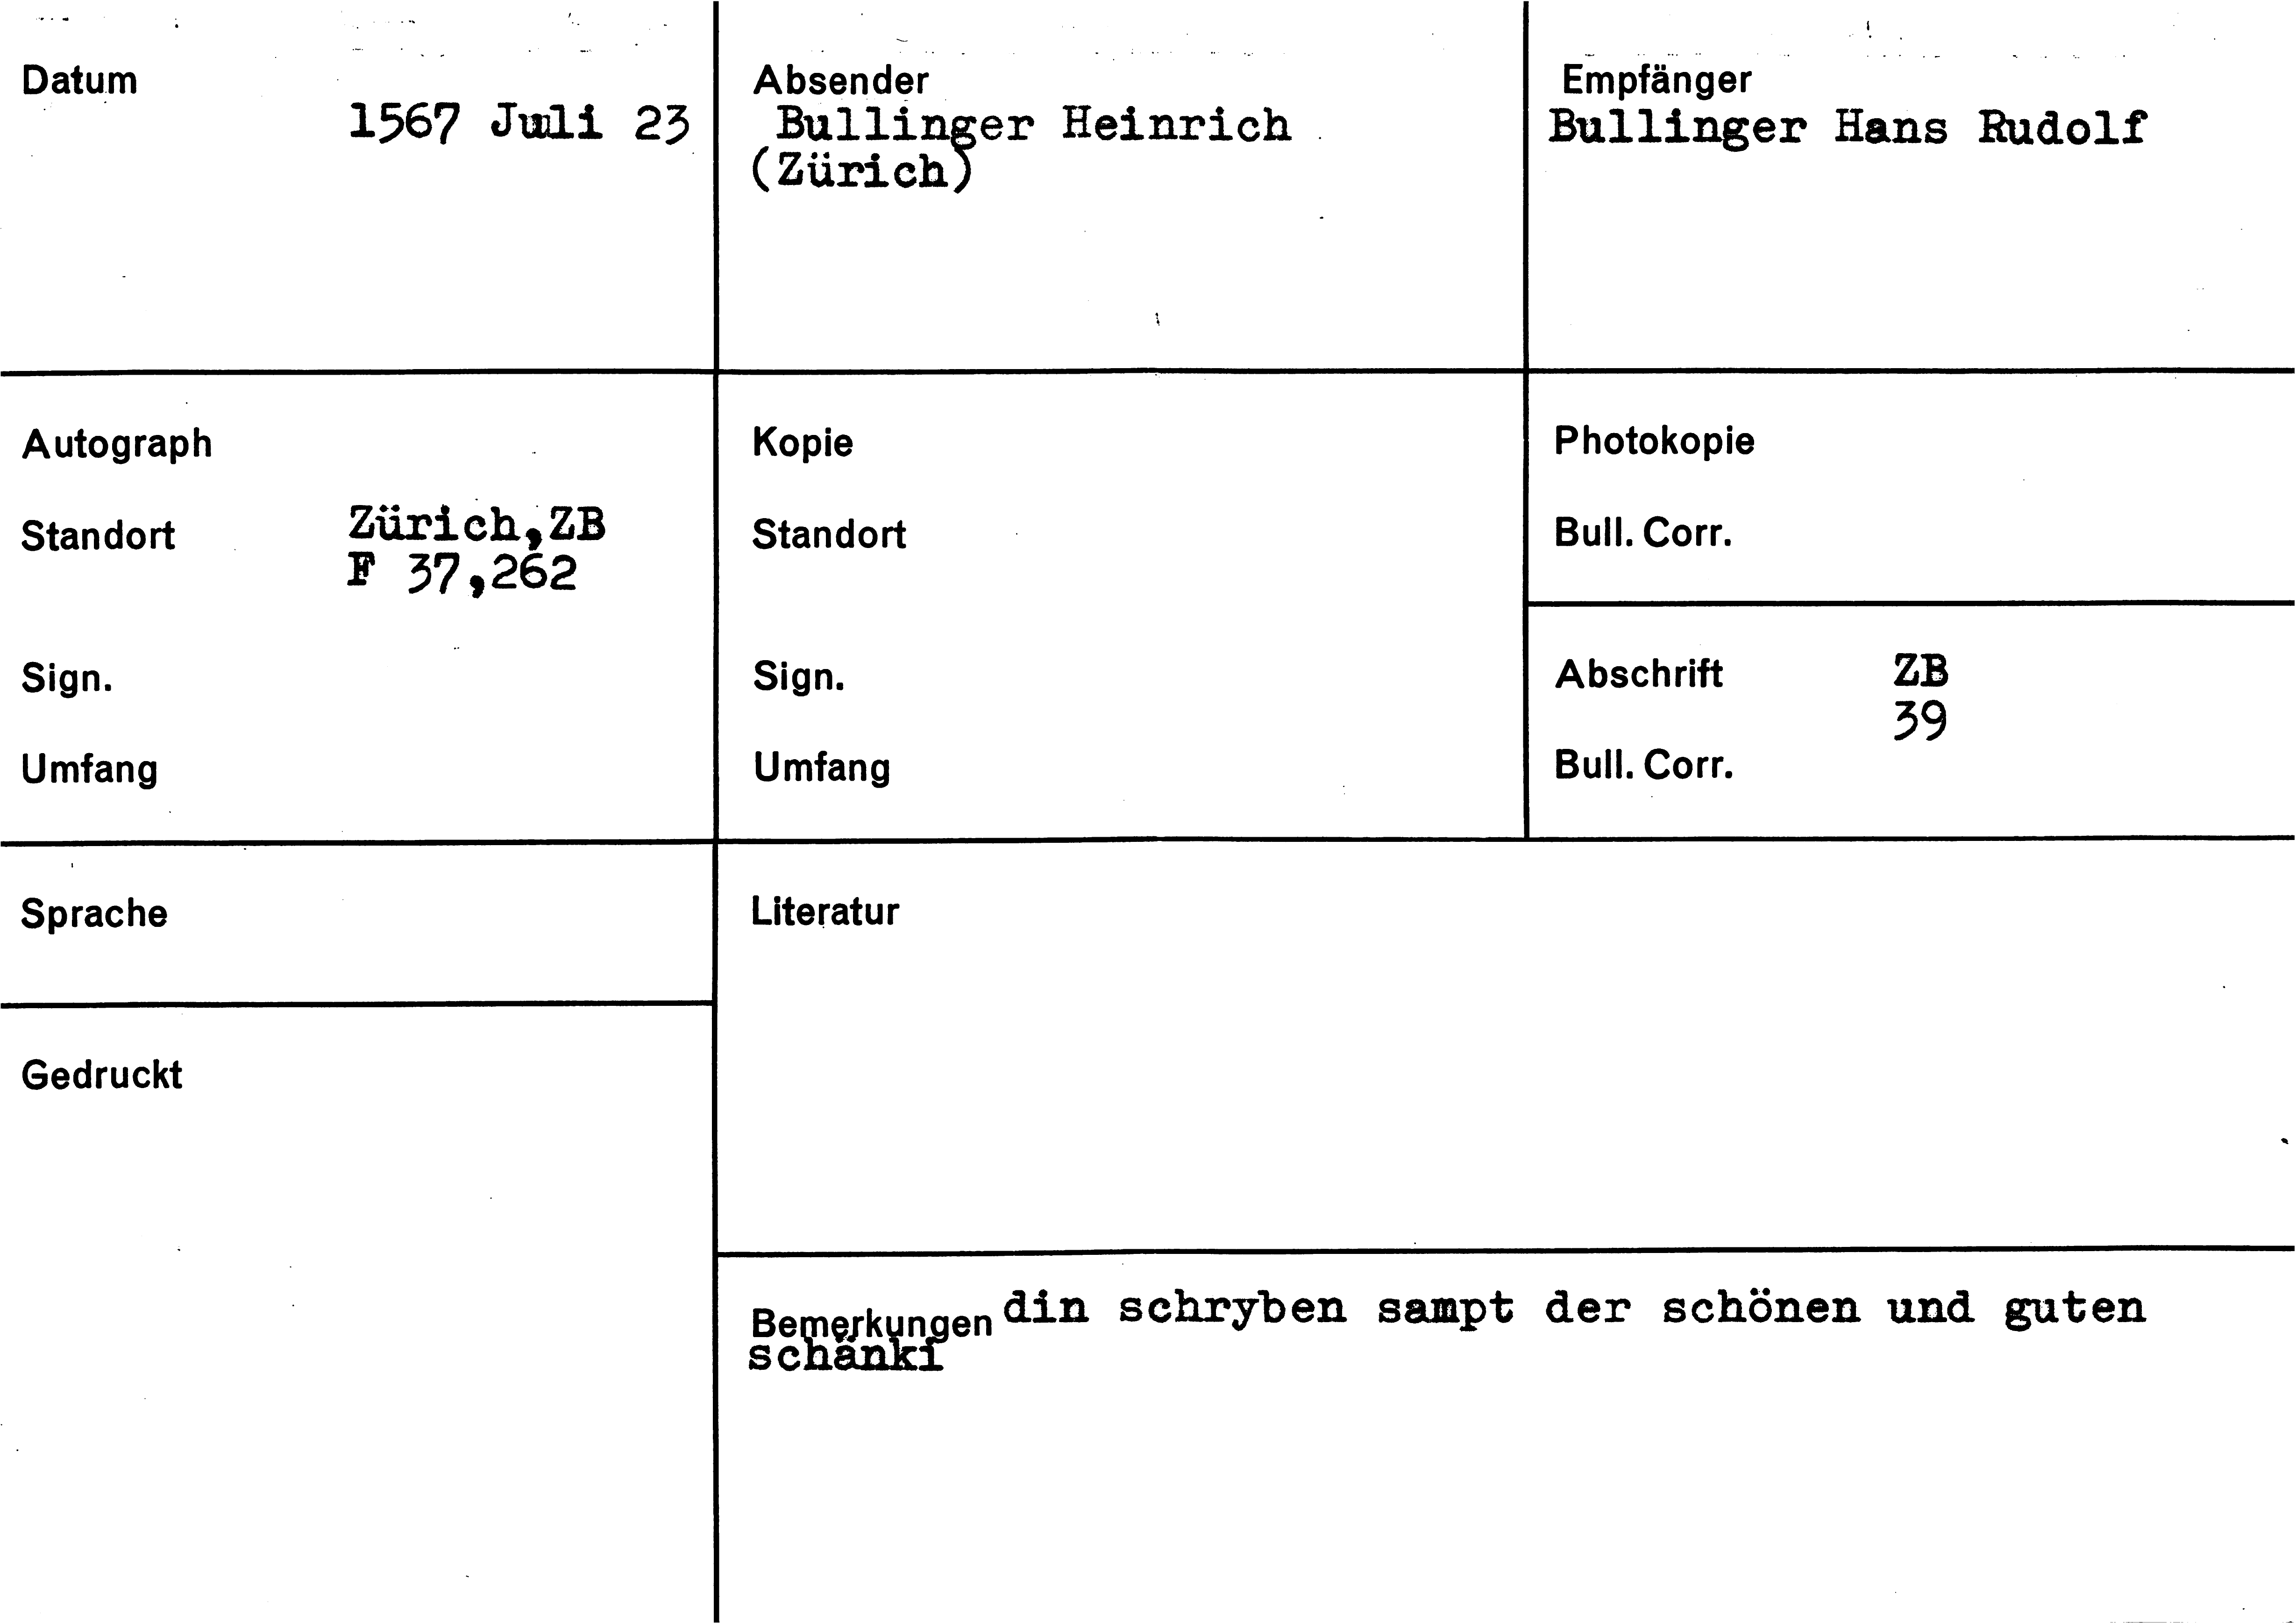 Datum
1567 Juli 23
Absender
Bullinger Heinrich
(Zürich)
Empfänger
Bullinger Hans Rudolf
Autograph
Standort
Zürich,ZB
F 37,262
Sign.
Umfang
Kopie
Standort
Sign.
Umfang
Photokopie
Bull. Corr.
Abschrift
ZB
39
Bull. Corr.
Sprache
Gedruckt
Literatur
Bemerkungen din schryben sampt der schönen und guten
schänki